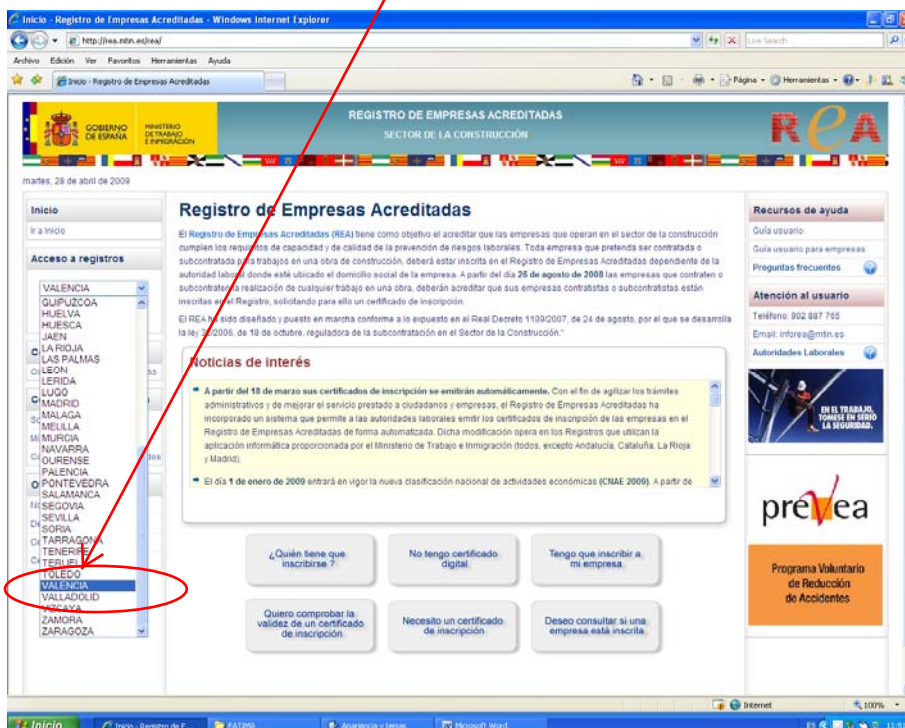 Inicio - Registro de Empresas Acreditadas - Windows Internet Explorer
http://rea.mtin.es/rea/
Live Search
Archivo Edición Ver Favoritos Herramientas Ayuda
Inicio - Registro de Empresas Acreditadas
Página Herramientas
GOBIERNO DE ESPAÑA
MINISTERIO DE TRABAJO E INMIGRACIÓN
REGISTRO DE EMPRESAS ACREDITADAS
SECTOR DE LA CONSTRUCCIÓN
ReA
martes, 28 de abril de 2009
Inicio
Ir a Inicio
Acceso a registros
VALENCIA
GUIPUZCOA
HUELVA
HUESCA
JAEN
LA RIOJA
LAS PALMAS
LEON
LERIDA
LUGO
MADRID
MALAGA
MELILLA
MURCIA
NAVARRA
OURENSE
PALENCIA
PONTEVEDRA
SALAMANCA
SEGOVIA
SEVILLA
SORIA
TARRAGONA
TENERIFE
TERUEL
TOLEDO
VALENCIA
VALLADOLID
VIZCAYA
ZAMORA
ZARAGOZA
Registro de Empresas Acreditadas
El Registro de Empresas Acreditadas (REA) tiene como objetivo el acreditar que las empresas que operan en el sector de la construcción
cumplen los requisitos de capacidad y de calidad de la prevención de riesgos laborales. Toda empresa que pretenda ser contratada o
subcontratada para trabajos en una obra de construcción, deberá estar inscrita en el Registro de Empresas Acreditadas dependiente de la
autoridad laboral donde esté ubicado el domicilio social de la empresa. A partir del día 26 de agosto de 2008 las empresas que contraten o
subcontraten la realización de cualquier trabajo en una obra, deberán acreditar que sus empresas contratistas o subcontratistas están
inscritas en el Registro, solicitando para ello un certificado de inscripción.
El REA ha sido diseñado y puesto en marcha conforme a lo expuesto en el Real Decreto 1109/2007, de 24 de agosto, por el que se desarrolla
la ley 32/2006, de 18 de octubre, reguladora de la subcontratación en el Sector de la Construcción."
Noticias de interés
A partir del 18 de marzo sus certificados de inscripción se emitirán automáticamente. Con el fin de agilizar los trámites
administrativos y de mejorar el servicio prestado a ciudadanos y empresas, el Registro de Empresas Acreditadas ha
incorporado un sistema que permite a las autoridades laborales emitir los certificados de inscripción de las empresas en el
Registro de Empresas Acreditadas de forma automatizada. Dicha modificación opera en los Registros que utilizan la
aplicación informática proporcionada por el Ministerio de Trabajo e Inmigración (todos, excepto Andalucía, Cataluña, La Rioja
y Madrid).
El día 1 de enero de 2009 entrará en vigor la nueva clasificación nacional de actividades económicas (CNAE 2009). A partir de
¿Quién tiene que inscribirse ?
No tengo certificado digital
Tengo que inscribir a mi empresa
Quiero comprobar la validez de un certificado de inscripción
Necesito un certificado de inscripción
Deseo consultar si una empresa está inscrita
Recursos de ayuda
Guía usuario
Guía usuario para empresas
Preguntas frecuentes
Atención al usuario
Teléfono: 902 887 765
Email: inforea@mtin.es
Autoridades Laborales
EN EL TRABAJO,
TOMESE EN SERIO
LA SEGURIDAD.
prevea
Programa Voluntario
de Reducción
de Accidentes
Internet
100%
Inicio
Inicio - Registro de E...
FATIMA
Apariencia y temas
Microsoft Word
ES